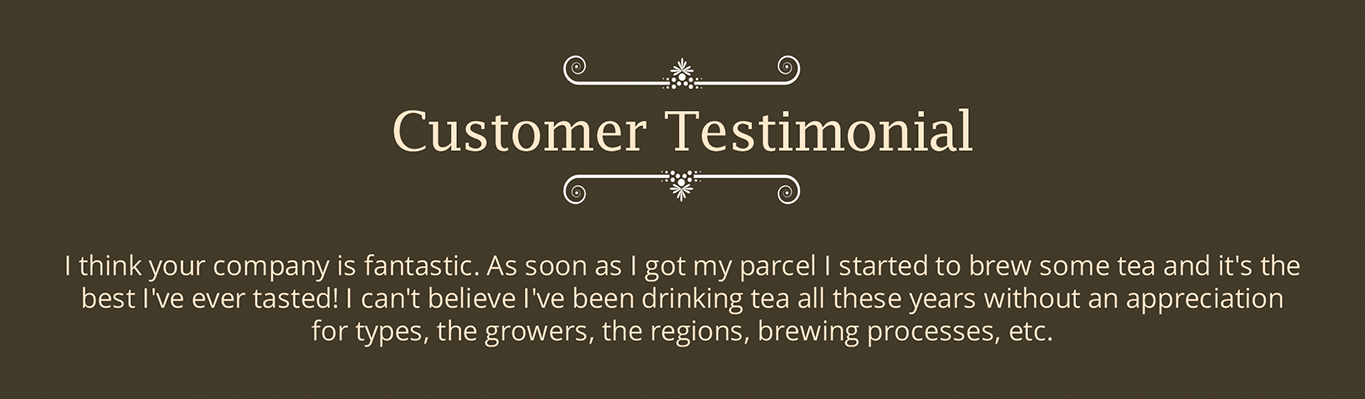 Customer Testimonial
I think your company is fantastic. As soon as I got my parcel I started to brew some tea and it's the
best I've ever tasted! I can't believe I've been drinking tea all these years without an appreciation
for types, the growers, the regions, brewing processes, etc.